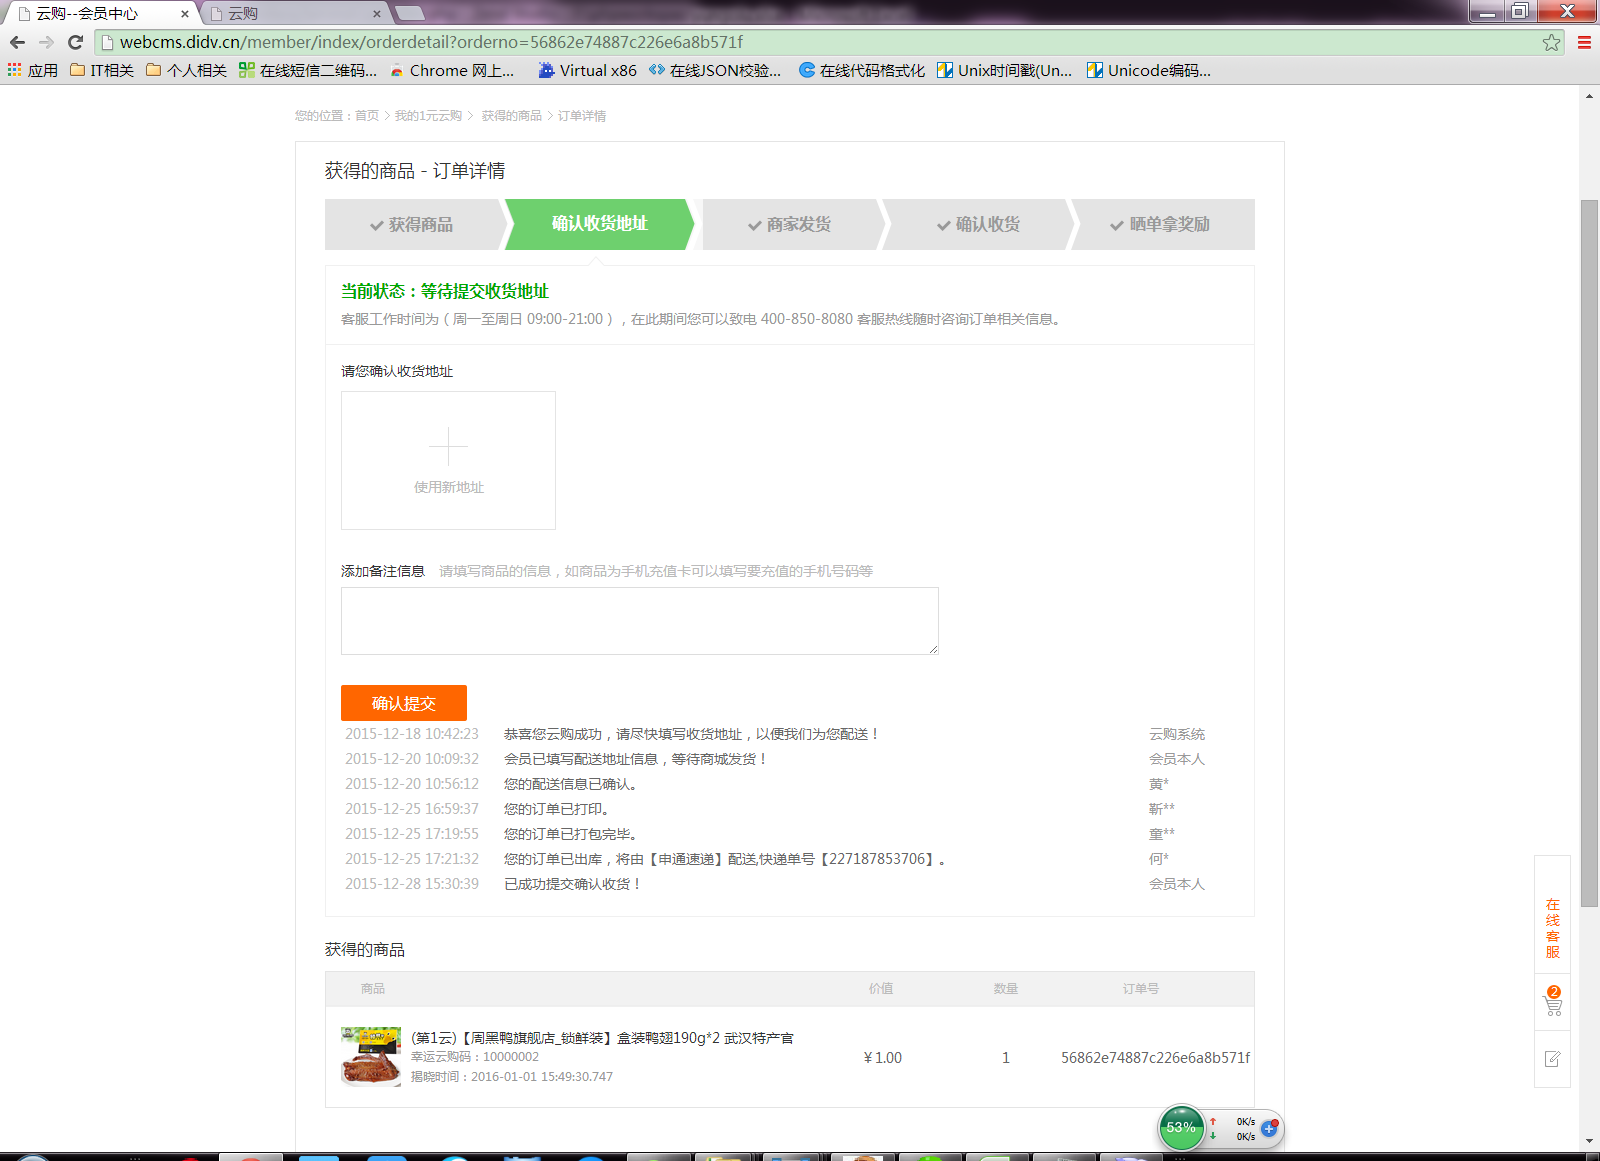 云购--会员中心
云购
webcms.didv.cn/member/index/orderdetail?orderno=56862e74887c226e6a8b571f
应用 IT相关 个人相关 在线短信二维码... Chrome 网上... Virtual x86 在线JSON校验... 在线代码格式化 Unix时间戳(Un... Unicode编码...
您的位置：首页 > 我的1元云购 > 获得的商品 > 订单详情
获得的商品 - 订单详情
获得商品 确认收货地址 商家发货 确认收货 晒单拿奖励
当前状态：等待提交收货地址
客服工作时间为（周一至周日 09:00-21:00），在此期间您可以致电 400-850-8080 客服热线随时咨询订单相关信息。
请您确认收货地址
使用新地址
添加备注信息 请填写商品的信息，如商品为手机充值卡可以填写要充值的手机号码等
确认提交
2015-12-18 10:42:23 恭喜您云购成功，请尽快填写收货地址，以便我们为您配送！ 云购系统
2015-12-20 10:09:32 会员已填写配送地址信息，等待商城发货！ 会员本人
2015-12-20 10:56:12 您的配送信息已确认。 黄*
2015-12-25 16:59:37 您的订单已打印。 靳**
2015-12-25 17:19:55 您的订单已打包完毕。 童**
2015-12-25 17:21:32 您的订单已出库，将由【申通速递】配送,快递单号【227187853706】。 何*
2015-12-28 15:30:39 已成功提交确认收货！ 会员本人
在线客服
2
获得的商品
商品 价值 数量 订单号
(第1云)【周黑鸭旗舰店_锁鲜装】盒装鸭翅190g*2 武汉特产官
幸运云购码：10000002
揭晓时间：2016-01-01 15:49:30.747
￥1.00 1 56862e74887c226e6a8b571f
53%
0K/s
0K/s